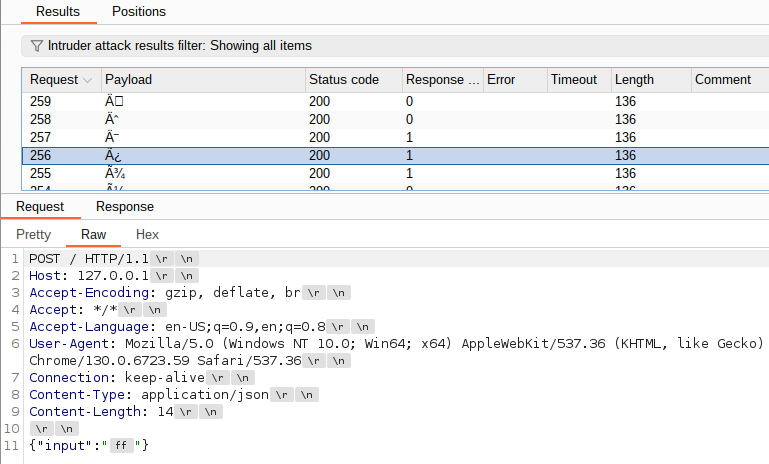 Results Positions
Intruder attack results filter: Showing all items
Request Payload Status code Response ... Error Timeout Length Comment
259 Ä□ 200 0 136
258 Äˆ 200 0 136
257 Ä¯ 200 1 136
256 Ä¿ 200 1 136
255 Ã¾ 200 1 136
254 Ã½ 200 0 136
Request Response
Pretty Raw Hex
1 POST / HTTP/1.1 \r \n
2 Host: 127.0.0.1 \r \n
3 Accept-Encoding: gzip, deflate, br \r \n
4 Accept: */* \r \n
5 Accept-Language: en-US;q=0.9,en;q=0.8 \r \n
6 User-Agent: Mozilla/5.0 (Windows NT 10.0; Win64; x64) AppleWebKit/537.36 (KHTML, like Gecko)
Chrome/130.0.6723.59 Safari/537.36 \r \n
7 Connection: keep-alive \r \n
8 Content-Type: application/json \r \n
9 Content-Length: 14 \r \n
10 \r \n
11 {"input":" ff "}